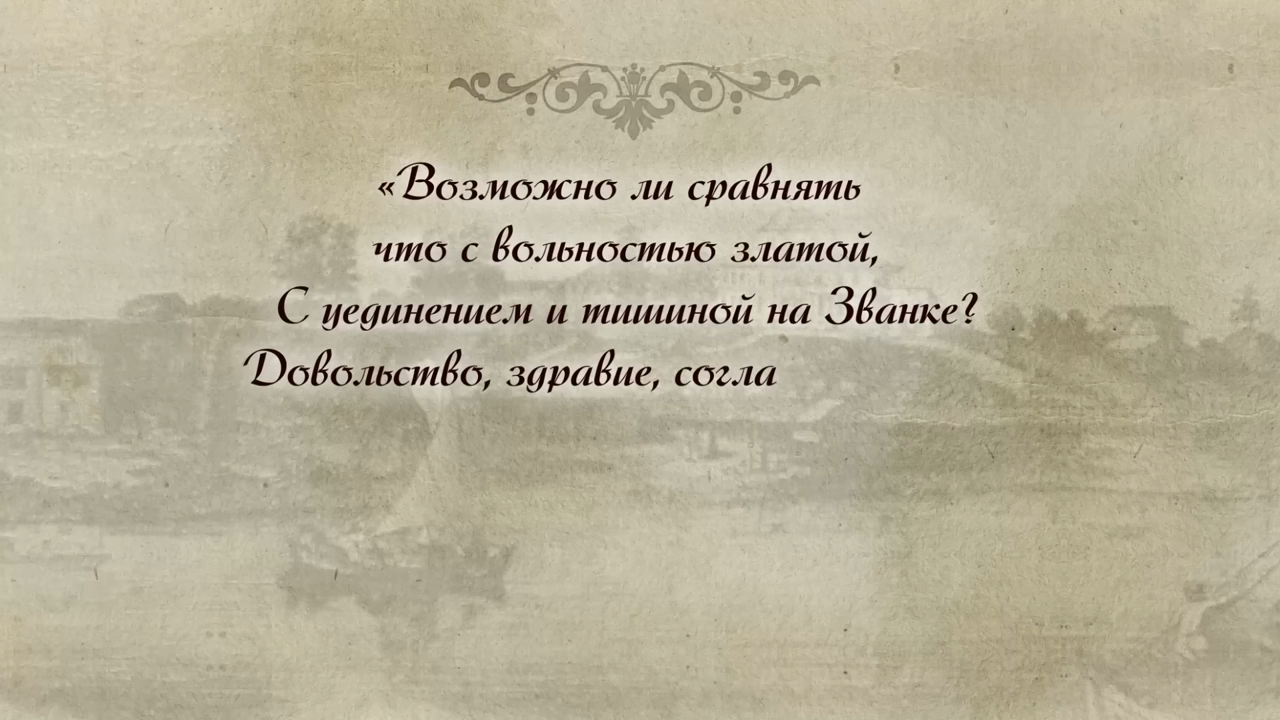 «Возможно ли сравнять
что с вольностью златой,
С уединением и тишиной на Званке?
Довольство, здравие, согла